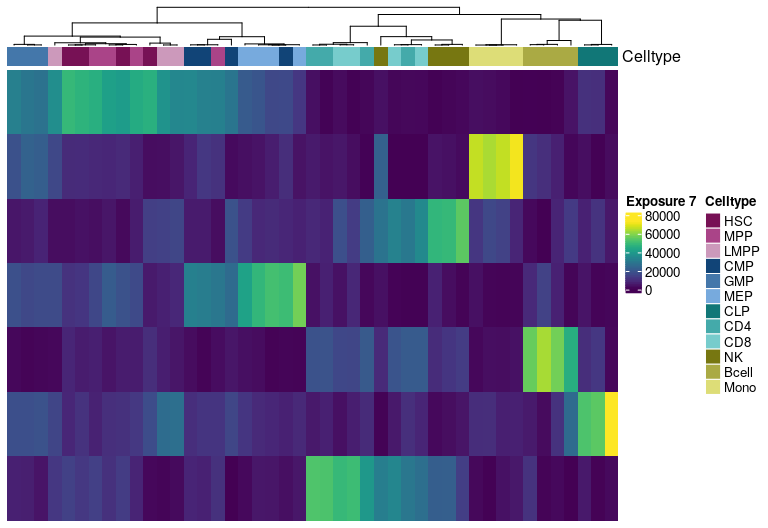 Celltype
Exposure 7
80000
60000
40000
20000
0
Celltype
HSC
MPP
LMPP
CMP
GMP
MEP
CLP
CD4
CD8
NK
Bcell
Mono